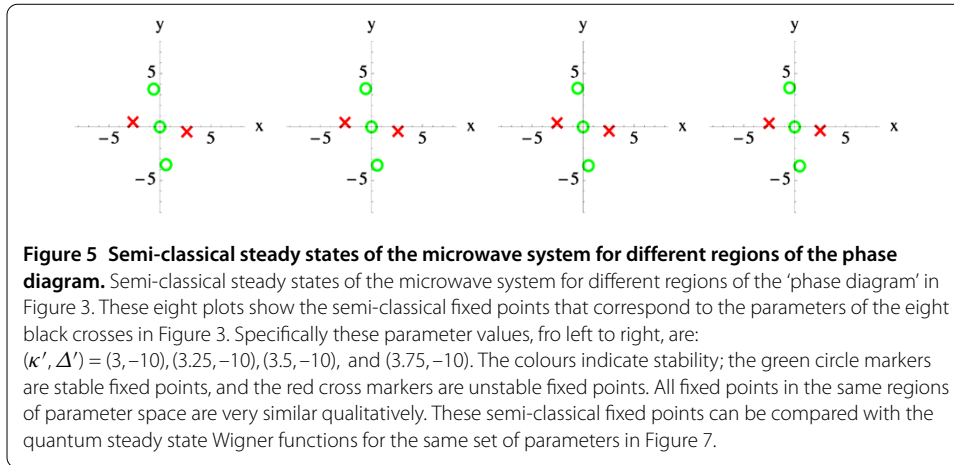 y y y y
5 5 5 5
x x x x
−5 5 −5 5 −5 5 −5 5
−5 −5 −5 −5
Figure 5 Semi-classical steady states of the microwave system for different regions of the phase
diagram. Semi-classical steady states of the microwave system for different regions of the ‘phase diagram’ in
Figure 3. These eight plots show the semi-classical fixed points that correspond to the parameters of the eight
black crosses in Figure 3. Specifically these parameter values, fro left to right, are:
(κ′, Δ′) = (3, –10), (3.25, –10), (3.5, –10), and (3.75, –10). The colours indicate stability; the green circle markers
are stable fixed points, and the red cross markers are unstable fixed points. All fixed points in the same regions
of parameter space are very similar qualitatively. These semi-classical fixed points can be compared with the
quantum steady state Wigner functions for the same set of parameters in Figure 7.